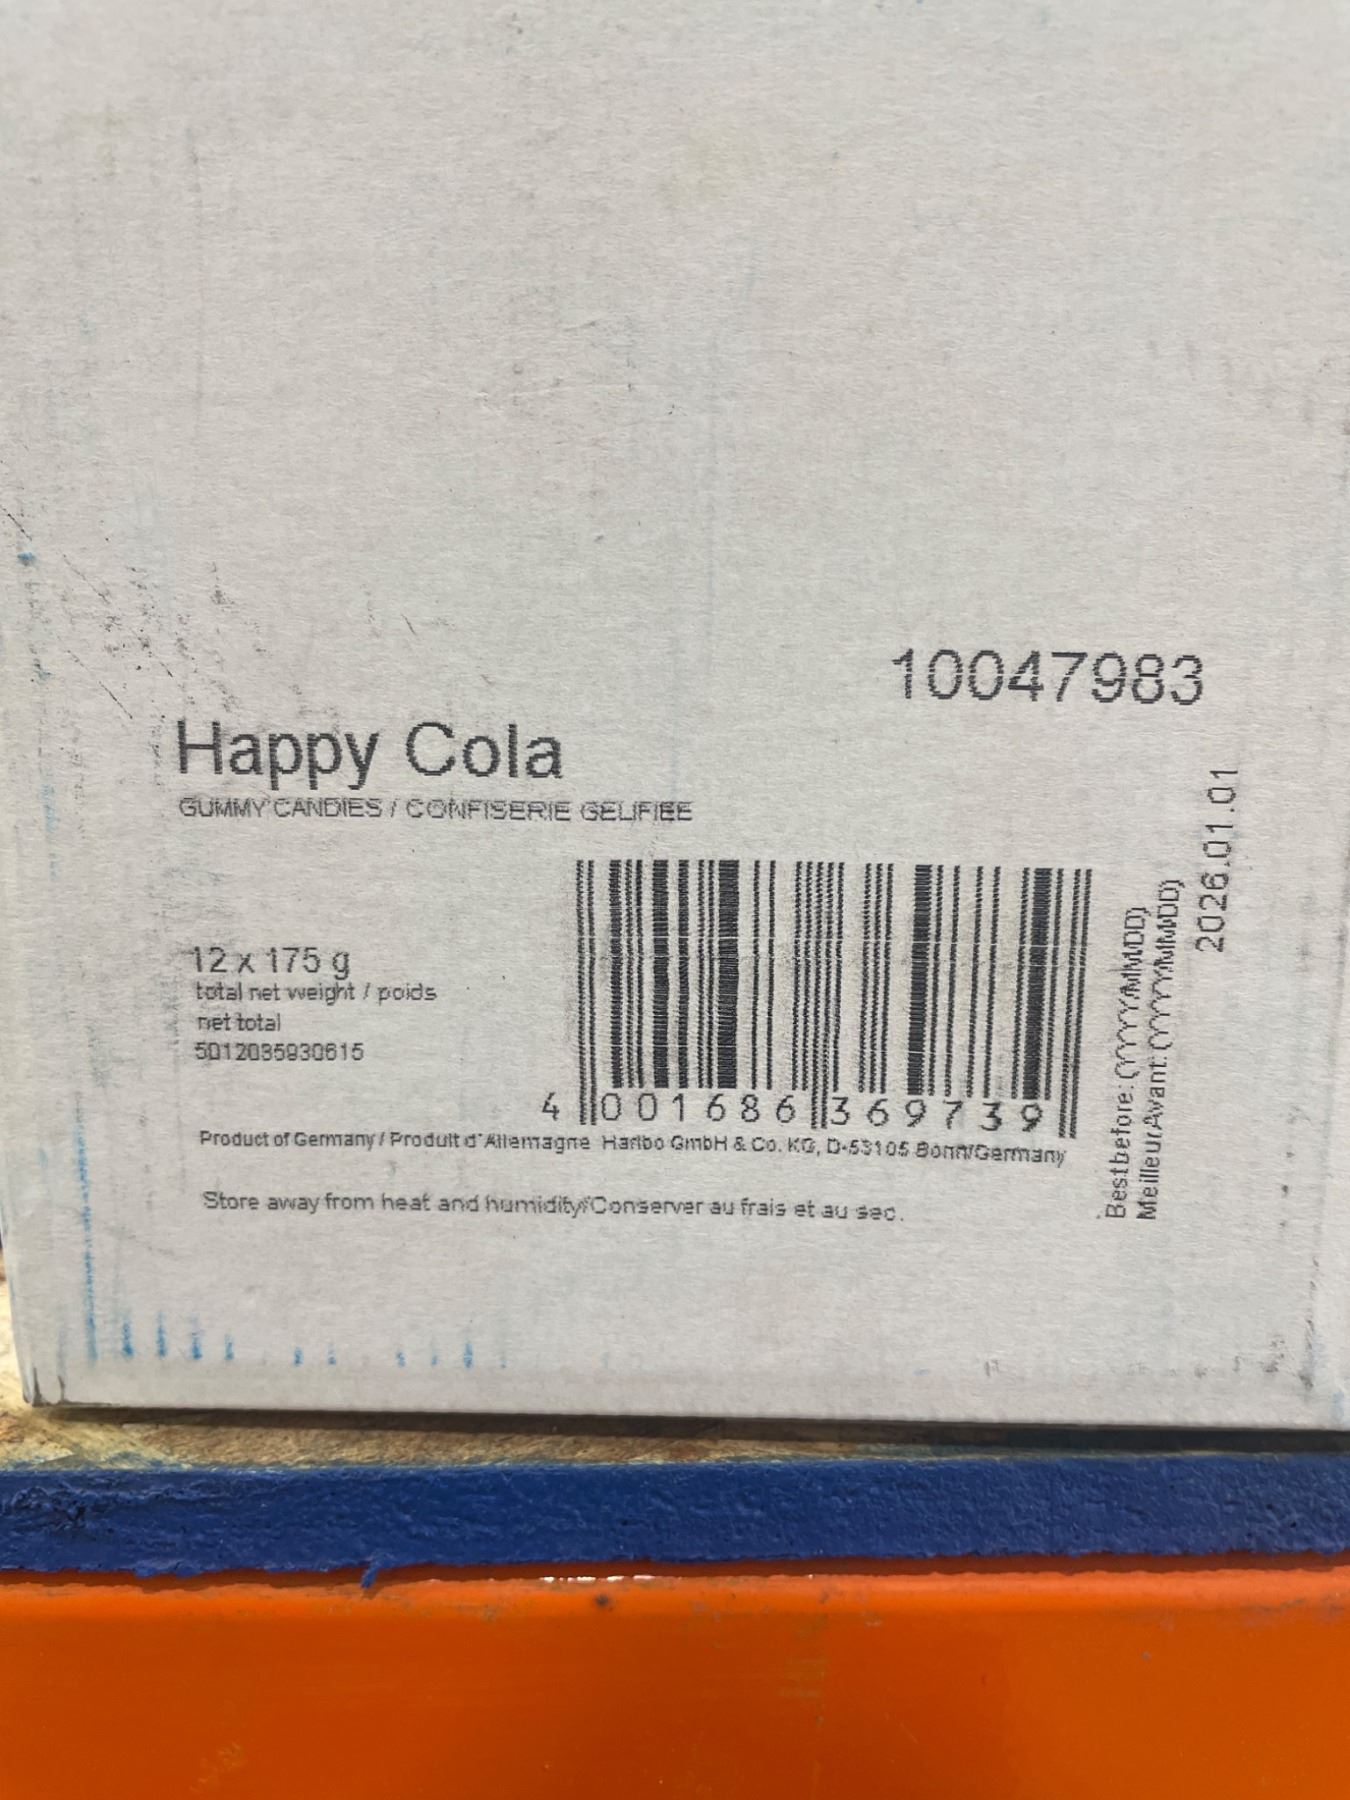 10047983
Happy Cola
GUMMY CANDIES / CONFISERIE GELIFIEE
12 x 175 g
total net weight / poids
net total
5012035930615
4 001686 369739
Product of Germany / Produit d'Allemagne Haribo GmbH & Co. KG, D-53105 Bonn/Germany
Store away from heat and humidity/Conserver au frais et au sec.
Best before: (YYYY/MM/DD)
Meilleur Avant: (YYYY/MM/DD)
2026.01.01